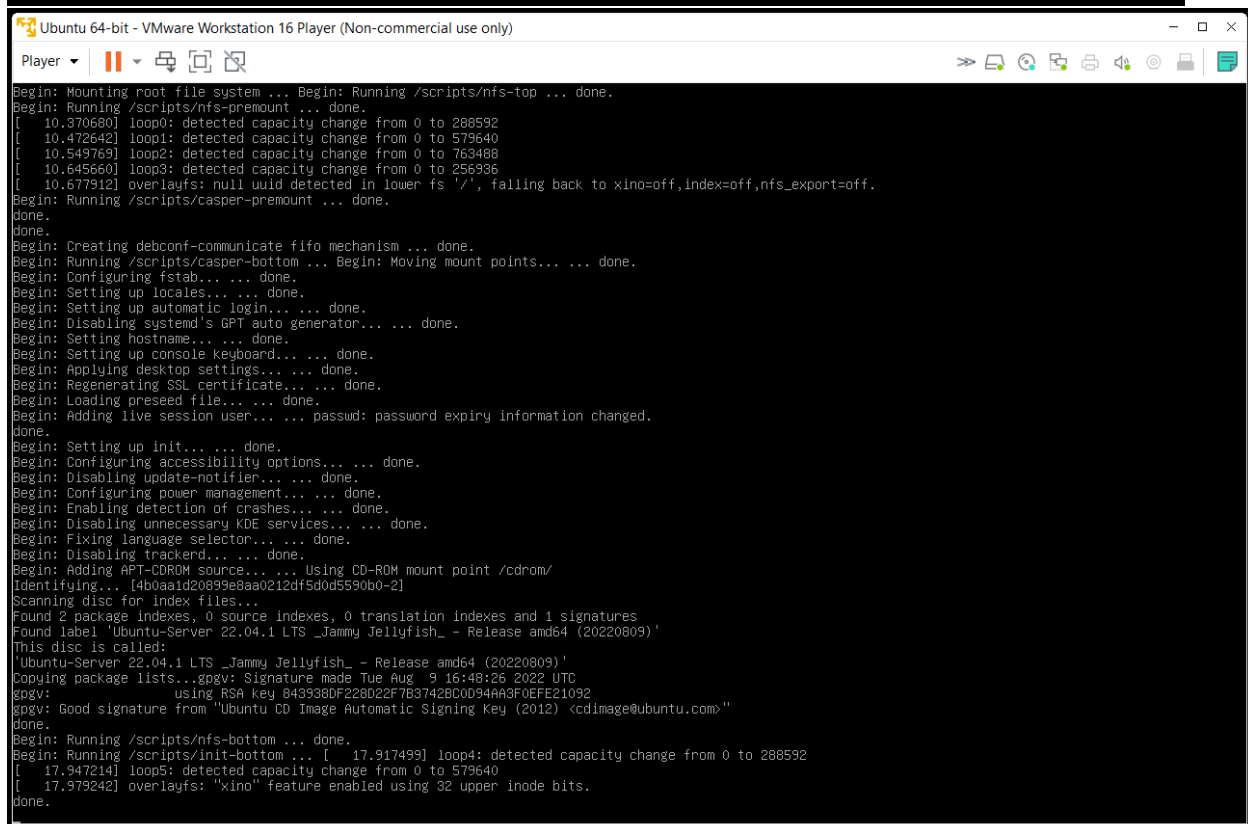 Ubuntu 64-bit - VMware Workstation 16 Player (Non-commercial use only)
Player
Begin: Mounting root file system ... Begin: Running /scripts/nfs-top ... done.
Begin: Running /scripts/nfs-premount ... done.
[   10.370680] loop0: detected capacity change from 0 to 288592
[   10.472642] loop1: detected capacity change from 0 to 579640
[   10.549769] loop2: detected capacity change from 0 to 763488
[   10.645660] loop3: detected capacity change from 0 to 256936
[   10.677912] overlayfs: null uuid detected in lower fs '/', falling back to xino=off,index=off,nfs_export=off.
Begin: Running /scripts/casper-premount ... done.
done.
done.
Begin: Creating debconf-communicate fifo mechanism ... done.
Begin: Running /scripts/casper-bottom ... Begin: Moving mount points... ... done.
Begin: Configuring fstab... ... done.
Begin: Setting up locales... ... done.
Begin: Setting up automatic login... ... done.
Begin: Disabling systemd's GPT auto generator... ... done.
Begin: Setting hostname... ... done.
Begin: Setting up console keyboard... ... done.
Begin: Applying desktop settings... ... done.
Begin: Regenerating SSL certificate... ... done.
Begin: Loading preseed file... ... done.
Begin: Adding live session user... ... passwd: password expiry information changed.
done.
Begin: Setting up init... ... done.
Begin: Configuring accessibility options... ... done.
Begin: Disabling update-notifier... ... done.
Begin: Configuring power management... ... done.
Begin: Enabling detection of crashes... ... done.
Begin: Disabling unnecessary KDE services... ... done.
Begin: Fixing language selector... ... done.
Begin: Disabling trackerd... ... done.
Begin: Adding APT-CDROM source... ... Using CD-ROM mount point /cdrom/
Identifying... [4b0aa1d20899e8aa0212df5d0d5590b0-2]
Scanning disc for index files...
Found 2 package indexes, 0 source indexes, 0 translation indexes and 1 signatures
Found label 'Ubuntu-Server 22.04.1 LTS _Jammy Jellyfish_ - Release amd64 (20220809)'
This disc is called:
'Ubuntu-Server 22.04.1 LTS _Jammy Jellyfish_ - Release amd64 (20220809)'
Copying package lists...gpgv: Signature made Tue Aug  9 16:48:26 2022 UTC
gpgv:                using RSA key 843938DF228D22F7B3742BC0D94AA3F0EFE21092
gpgv: Good signature from "Ubuntu CD Image Automatic Signing Key (2012) <cdimage@ubuntu.com>"
done.
Begin: Running /scripts/nfs-bottom ... done.
Begin: Running /scripts/init-bottom ... [   17.917499] loop4: detected capacity change from 0 to 288592
[   17.947214] loop5: detected capacity change from 0 to 579640
[   17.979242] overlayfs: "xino" feature enabled using 32 upper inode bits.
done.